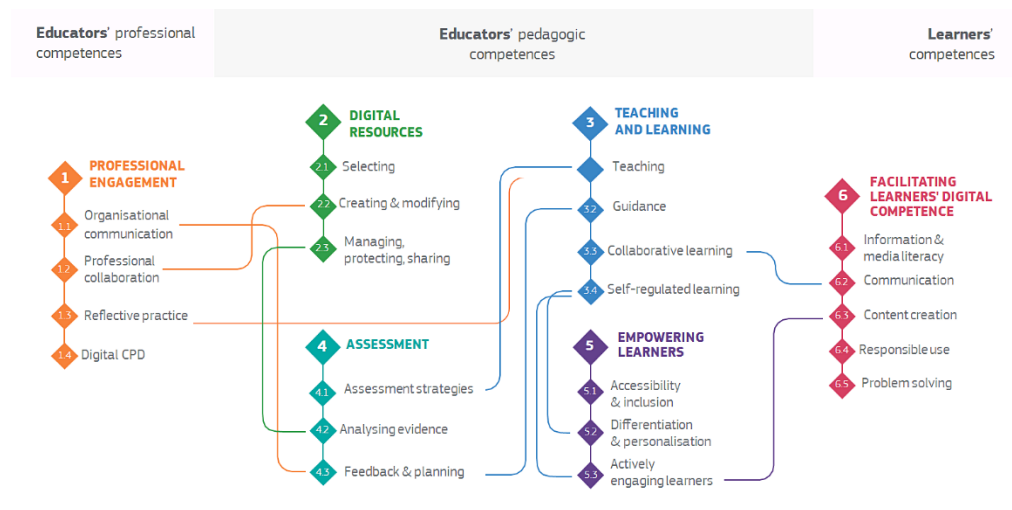 Educators' professional
competences
Educators' pedagogic
competences
Learners'
competences
1
PROFESSIONAL
ENGAGEMENT
1.1
Organisational
communication
1.2
Professional
collaboration
1.3
Reflective practice
1.4
Digital CPD
2
DIGITAL
RESOURCES
2.1
Selecting
2.2
Creating & modifying
2.3
Managing,
protecting, sharing
3
TEACHING
AND LEARNING
Teaching
3.2
Guidance
3.3
Collaborative learning
3.4
Self-regulated learning
4
ASSESSMENT
4.1
Assessment strategies
4.2
Analysing evidence
4.3
Feedback & planning
5
EMPOWERING
LEARNERS
5.1
Accessibility
& inclusion
5.2
Differentiation
& personalisation
5.3
Actively
engaging learners
6
FACILITATING
LEARNERS' DIGITAL
COMPETENCE
6.1
Information &
media literacy
6.2
Communication
6.3
Content creation
6.4
Responsible use
6.5
Problem solving